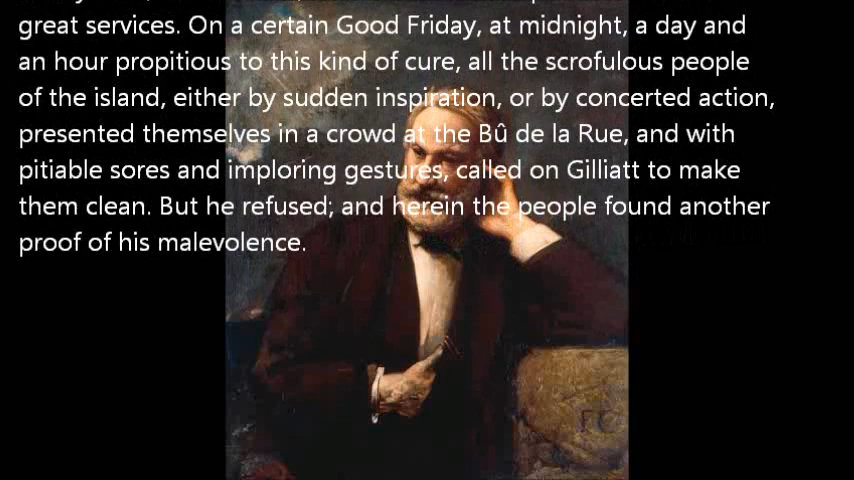 great services. On a certain Good Friday, at midnight, a day and
an hour propitious to this kind of cure, all the scrofulous people
of the island, either by sudden inspiration, or by concerted action,
presented themselves in a crowd at the Bû de la Rue, and with
pitiable sores and imploring gestures, called on Gilliatt to make
them clean. But he refused; and herein the people found another
proof of his malevolence.